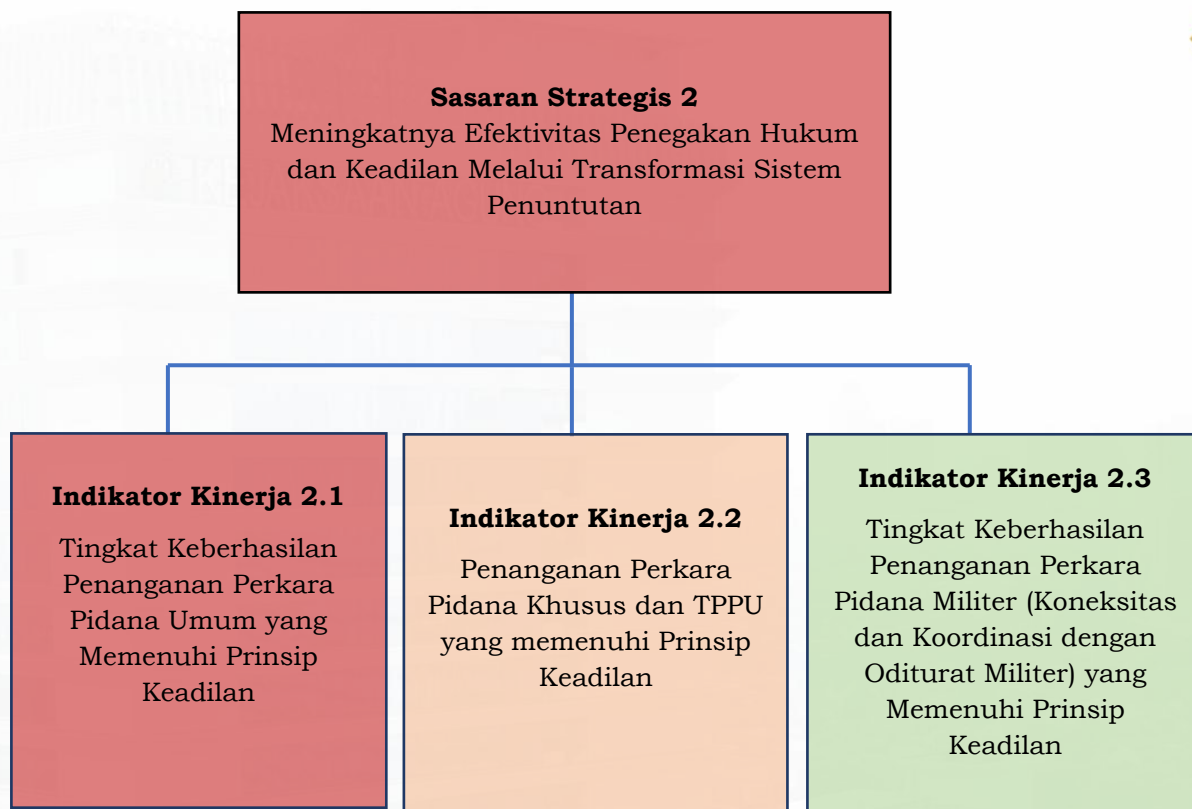 Sasaran Strategis 2
Meningkatnya Efektivitas Penegakan Hukum
dan Keadilan Melalui Transformasi Sistem
Penuntutan
Indikator Kinerja 2.1
Tingkat Keberhasilan
Penanganan Perkara
Pidana Umum yang
Memenuhi Prinsip
Keadilan
Indikator Kinerja 2.2
Penanganan Perkara
Pidana Khusus dan TPPU
yang memenuhi Prinsip
Keadilan
Indikator Kinerja 2.3
Tingkat Keberhasilan
Penanganan Perkara
Pidana Militer (Koneksitas
dan Koordinasi dengan
Oditurat Militer) yang
Memenuhi Prinsip
Keadilan